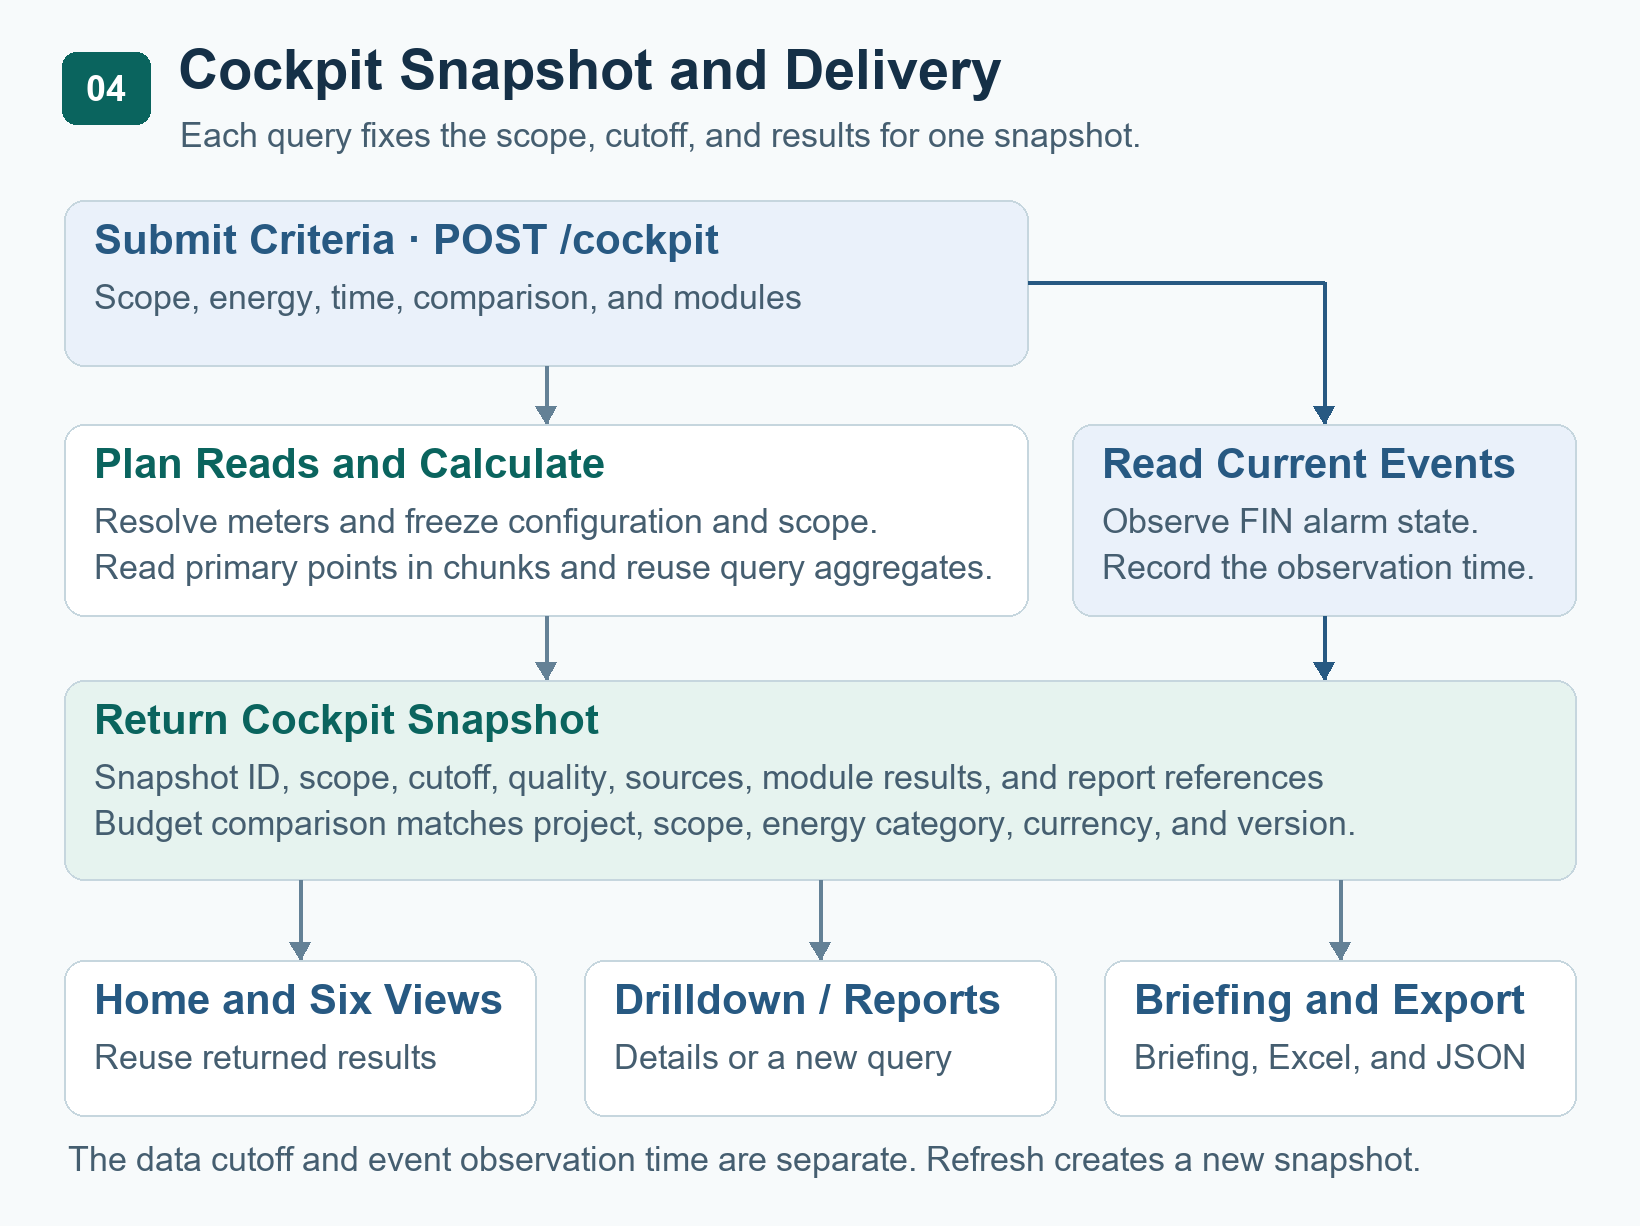 04
Cockpit Snapshot and Delivery
Each query fixes the scope, cutoff, and results for one snapshot.
Submit Criteria · POST /cockpit
Scope, energy, time, comparison, and modules
Plan Reads and Calculate
Resolve meters and freeze configuration and scope.
Read primary points in chunks and reuse query aggregates.
Read Current Events
Observe FIN alarm state.
Record the observation time.
Return Cockpit Snapshot
Snapshot ID, scope, cutoff, quality, sources, module results, and report references
Budget comparison matches project, scope, energy category, currency, and version.
Home and Six Views
Reuse returned results
Drilldown / Reports
Details or a new query
Briefing and Export
Briefing, Excel, and JSON
The data cutoff and event observation time are separate. Refresh creates a new snapshot.